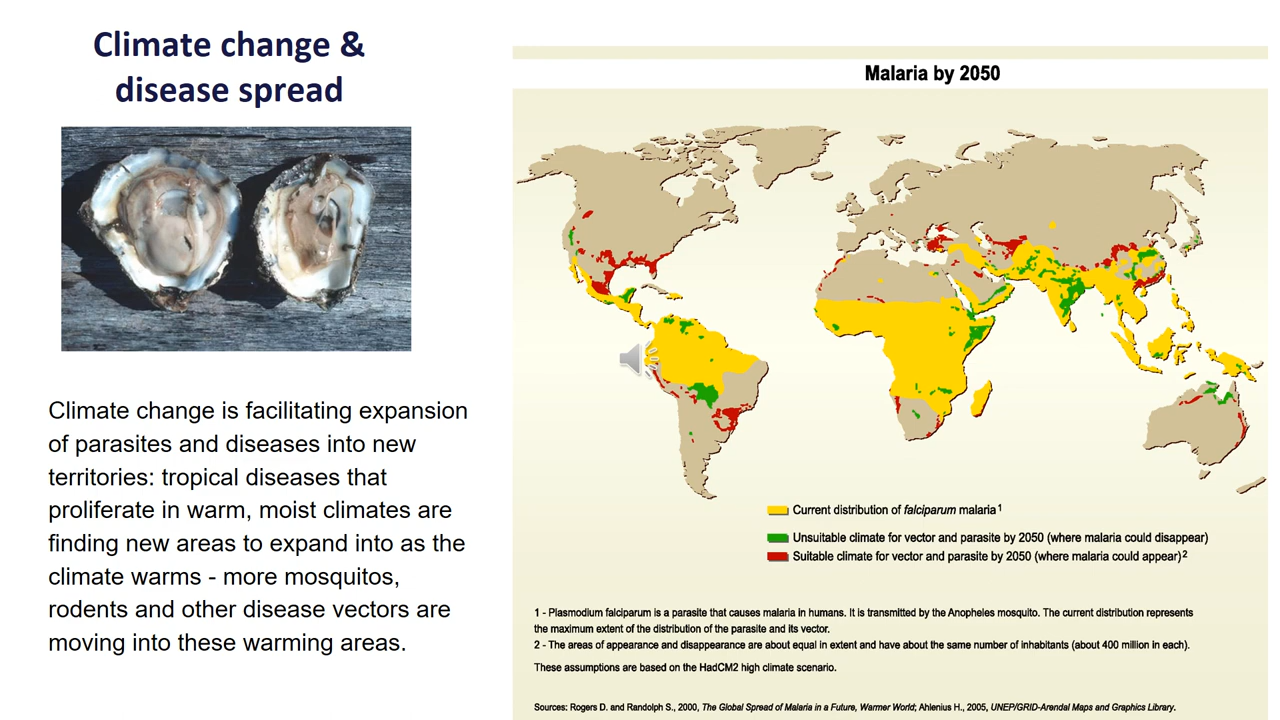 Climate change &
disease spread
Climate change is facilitating expansion
of parasites and diseases into new
territories: tropical diseases that
proliferate in warm, moist climates are
finding new areas to expand into as the
climate warms - more mosquitos,
rodents and other disease vectors are
moving into these warming areas.
Malaria by 2050
Current distribution of falciparum malaria 1
Unsuitable climate for vector and parasite by 2050 (where malaria could disappear)
Suitable climate for vector and parasite by 2050 (where malaria could appear) 2
1 - Plasmodium falciparum is a parasite that causes malaria in humans. It is transmitted by the Anopheles mosquito. The current distribution represents
the maximum extent of the distribution of the parasite and its vector.
2 - The areas of appearance and disappearance are about equal in extent and have about the same number of inhabitants (about 400 million in each).
These assumptions are based on the HadCM2 high climate scenario.
Sources: Rogers D. and Randolph S., 2000, The Global Spread of Malaria in a Future, Warmer World; Ahlenius H., 2005, UNEP/GRID-Arendal Maps and Graphics Library.